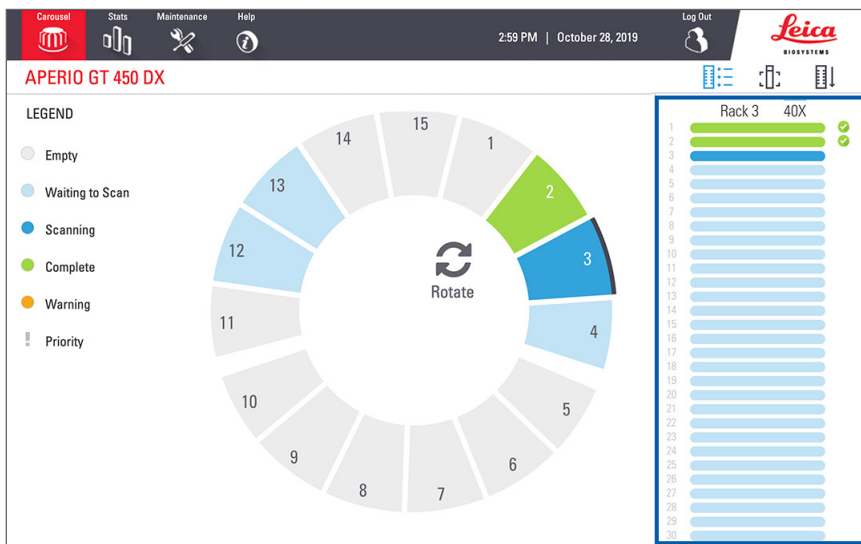 Carousel
Stats
Maintenance
Help
2:59 PM | October 28, 2019
Log Out
Leica
BIOSYSTEMS
APERIO GT 450 DX
LEGEND
Empty
Waiting to Scan
Scanning
Complete
Warning
! Priority
15
14
1
13
2
12
3
Rotate
11
4
10
5
9
6
8
7
Rack 3 40X
1
2
3
4
5
6
7
8
9
10
11
12
13
14
15
16
17
18
19
20
21
22
23
24
25
26
27
28
29
30